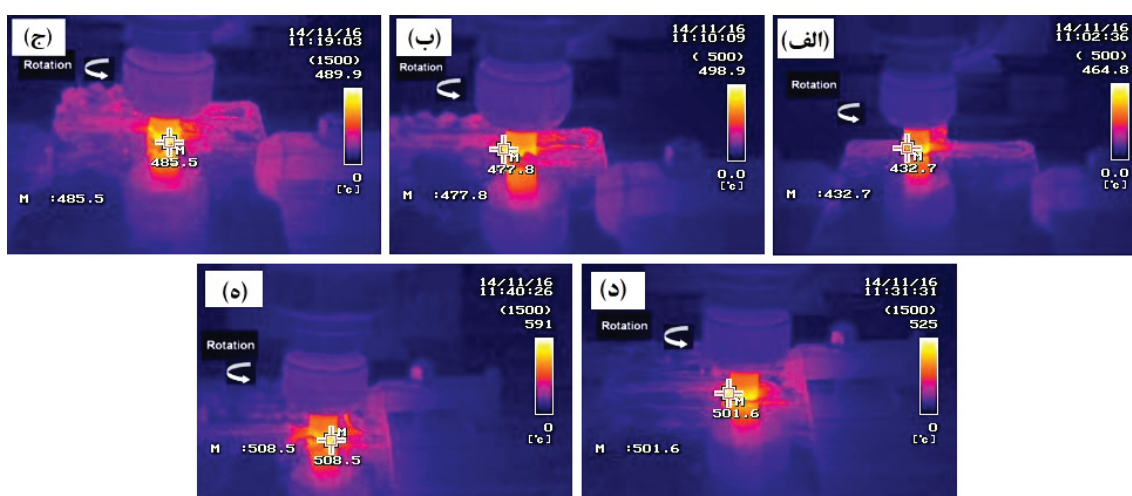 (الف)
14/11/16
11:02:36
( 500)
464.8
Rotation
M
432.7
0.0
[°c]
M :432.7
(ب)
14/11/16
11:10:09
( 500)
498.9
Rotation
M
477.8
0.0
[°c]
M :477.8
(ج)
14/11/16
11:19:03
(1500)
489.9
Rotation
M
485.5
0
[°c]
M :485.5
(د)
14/11/16
11:31:31
(1500)
525
Rotation
M
501.6
0
[°c]
M :501.6
(ه)
14/11/16
11:40:26
(1500)
591
Rotation
M
508.5
0
[°c]
M :508.5